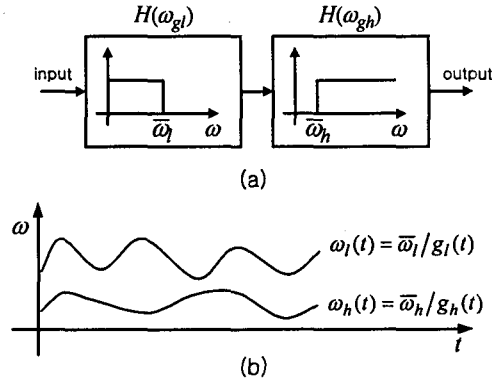 H(ω_gl) H(ω_gh)
input output
ω̄_l ω ω̄_h ω
(a)
ω
ω_l(t) = ω̄_l/g_l(t)
ω_h(t) = ω̄_h/g_h(t)
t
(b)